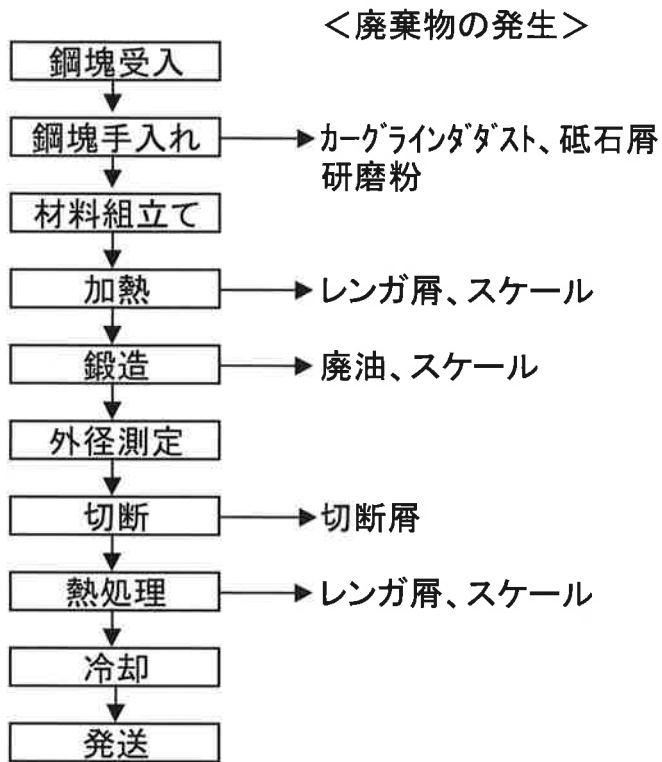 ＜廃棄物の発生＞
鋼塊受入
鋼塊手入れ
カーグラインダダスト、砥石屑
研磨粉
材料組立て
加熱
レンガ屑、スケール
鍛造
廃油、スケール
外径測定
切断
切断屑
熱処理
レンガ屑、スケール
冷却
発送